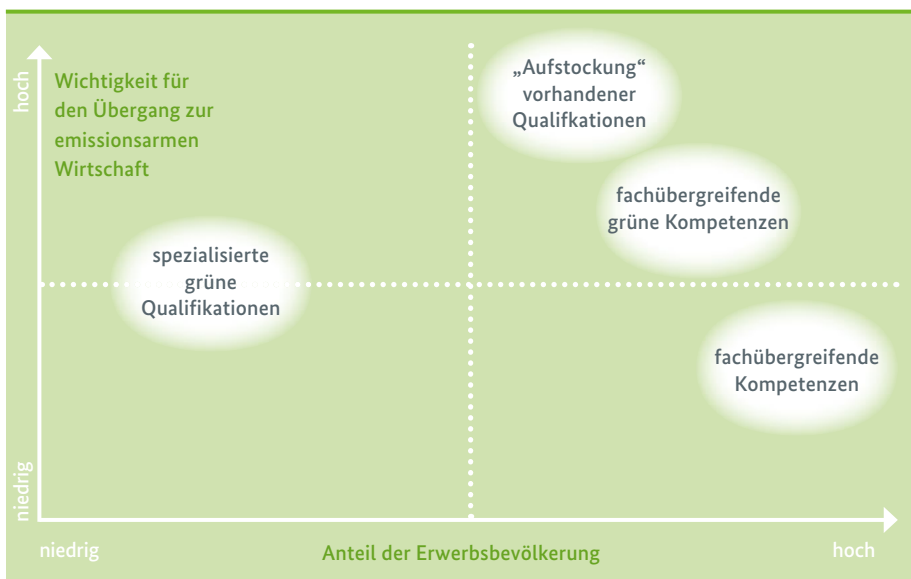 hoch
Wichtigkeit für
den Übergang zur
emissionsarmen
Wirtschaft
„Aufstockung“
vorhandener
Qualifkationen
fachübergreifende
grüne Kompetenzen
spezialisierte
grüne
Qualifikationen
fachübergreifende
Kompetenzen
niedrig
niedrig
Anteil der Erwerbsbevölkerung
hoch